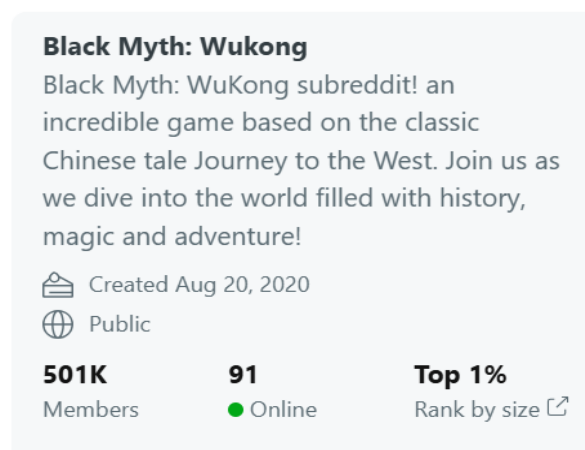 Black Myth: Wukong
Black Myth: WuKong subreddit! an
incredible game based on the classic
Chinese tale Journey to the West. Join us as
we dive into the world filled with history,
magic and adventure!
Created Aug 20, 2020
Public
501K 91 Top 1%
Members Online Rank by size